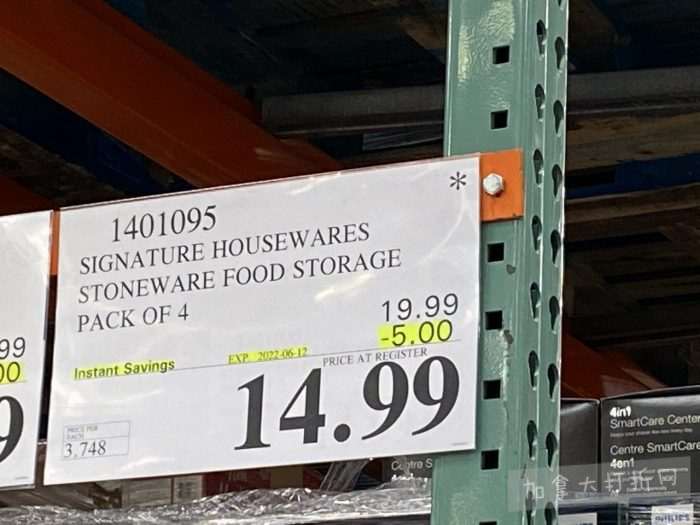 *
1401095
SIGNATURE HOUSEWARES
STONEWARE FOOD STORAGE
PACK OF 4
19.99
-5.00
Instant Savings
EXP 2022-06-12
PRICE AT REGISTER
14.99
PRICE PER
EACH
3,748
99
00
9
4in1
SmartCare Center
Centre SmartCare
4en1
Centre S
加拿大打折网